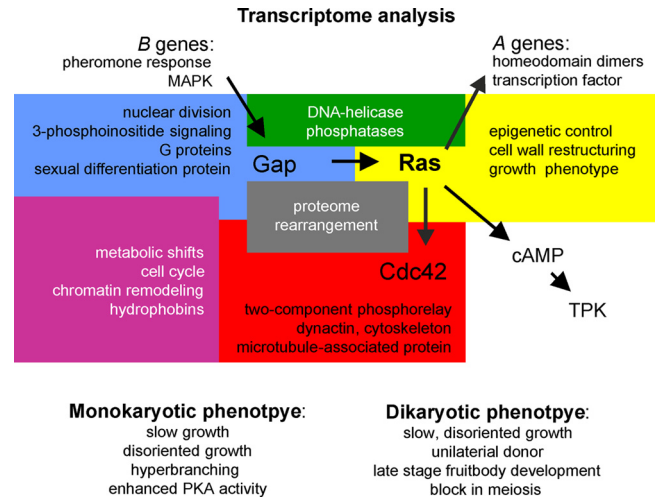 Transcriptome analysis
B genes:
pheromone response
MAPK
A genes:
homeodomain dimers
transcription factor
nuclear division
3-phosphoinositide signaling
G proteins
sexual differentiation protein
DNA-helicase
phosphatases
epigenetic control
cell wall restructuring
growth phenotype
Gap
Ras
proteome
rearrangement
metabolic shifts
cell cycle
chromatin remodeling
hydrophobins
Cdc42
two-component phosphorelay
dynactin, cytoskeleton
microtubule-associated protein
cAMP
TPK
Monokaryotic phenotpye:
slow growth
disoriented growth
hyperbranching
enhanced PKA activity
Dikaryotic phenotpye:
slow, disoriented growth
unilateral donor
late stage fruitbody development
block in meiosis